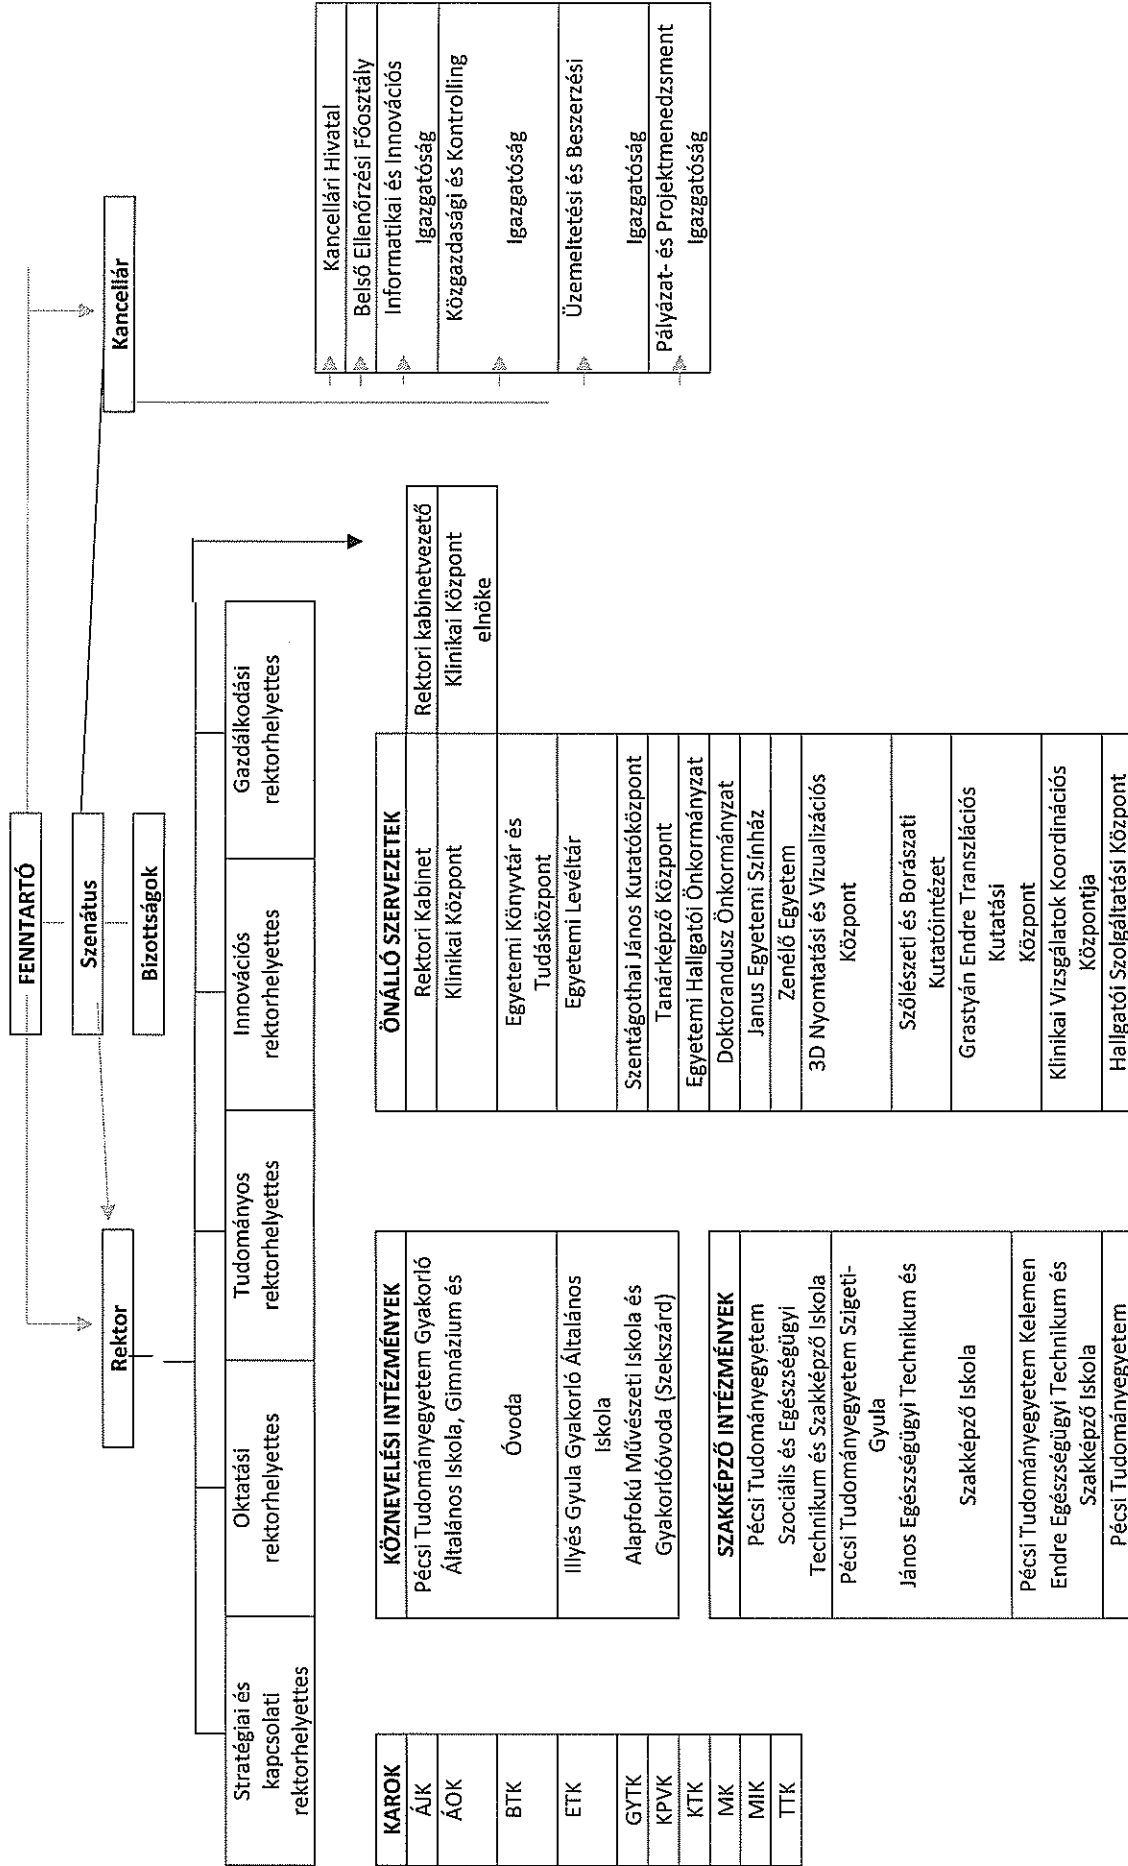 FENNTARTÓ
Szenátus
Bizottságok
Rektor
Kancellár
Stratégiai és
kapcsolati
rektorhelyettes
Oktatási
rektorhelyettes
Tudományos
rektorhelyettes
Innovációs
rektorhelyettes
Gazdálkodási
rektorhelyettes
KAROK
ÁJK
ÁOK
BTK
ETK
GYTK
KPVK
KTK
MK
MIK
TTK
KÖZNEVELÉSI INTÉZMÉNYEK
Pécsi Tudományegyetem Gyakorló
Általános Iskola, Gimnázium és
Óvoda
Illyés Gyula Gyakorló Általános
Iskola
Alapfokú Művészeti Iskola és
Gyakorlóóvoda (Szekszárd)
SZAKKÉPZŐ INTÉZMÉNYEK
Pécsi Tudományegyetem
Szociális és Egészségügyi
Technikum és Szakképző Iskola
Pécsi Tudományegyetem Szigeti-
Gyula
János Egészségügyi Technikum és
Szakképző Iskola
Pécsi Tudományegyetem Kelemen
Endre Egészségügyi Technikum és
Szakképző Iskola
Pécsi Tudományegyetem
ÖNÁLLÓ SZERVEZETEK
Rektori Kabinet
Klinikai Központ
Egyetemi Könyvtár és
Tudásközpont
Egyetemi Levéltár
Szentágothai János Kutatóközpont
Tanárképző Központ
Egyetemi Hallgatói Önkormányzat
Doktorandusz Önkormányzat
Janus Egyetemi Színház
Zenélő Egyetem
3D Nyomtatási és Vizualizációs
Központ
Szőlészeti és Borászati
Kutatóintézet
Grastyán Endre Transzlációs
Kutatási
Központ
Klinikai Vizsgálatok Koordinációs
Központja
Hallgatói Szolgáltatási Központ
Rektori kabinetvezető
Klinikai Központ
elnöke
Kancellári Hivatal
Belső Ellenőrzési Főosztály
Informatikai és Innovációs
Igazgatóság
Közgazdasági és Kontrolling
Igazgatóság
Üzemeltetési és Beszerzési
Igazgatóság
Pályázat- és Projektmenedzsment
Igazgatóság